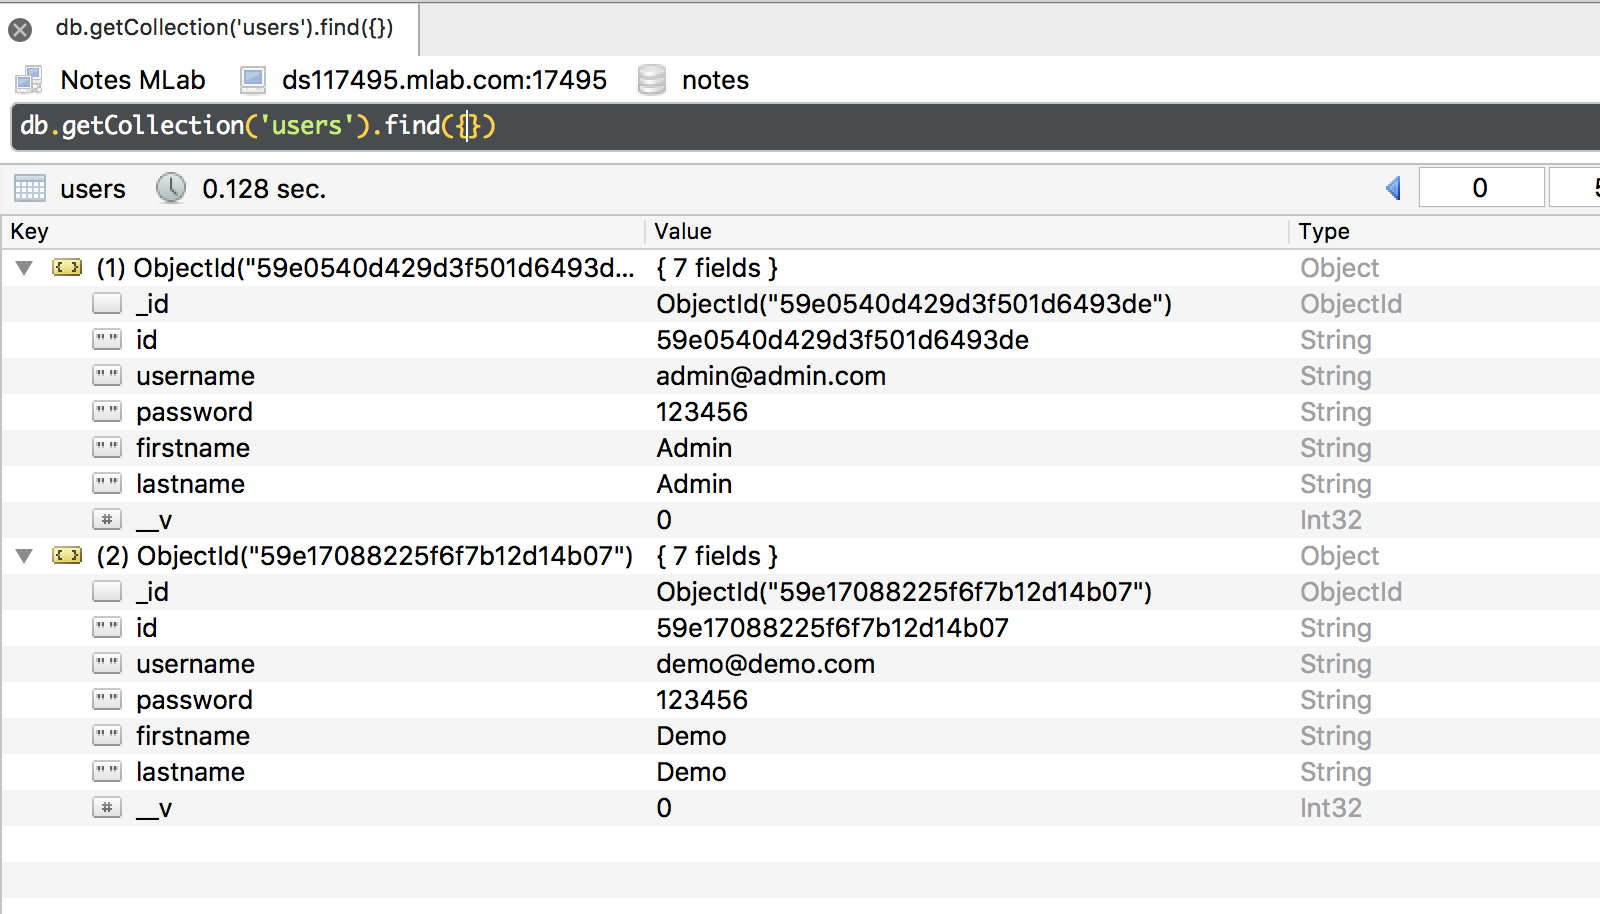 db.getCollection('users').find({})
Notes MLab ds117495.mlab.com:17495 notes
db.getCollection('users').find({})
users 0.128 sec. 0
Key Value Type
(1) ObjectId("59e0540d429d3f501d6493d... { 7 fields } Object
_id ObjectId("59e0540d429d3f501d6493de") ObjectId
"" id 59e0540d429d3f501d6493de String
"" username admin@admin.com String
"" password 123456 String
"" firstname Admin String
"" lastname Admin String
# __v 0 Int32
(2) ObjectId("59e17088225f6f7b12d14b07") { 7 fields } Object
_id ObjectId("59e17088225f6f7b12d14b07") ObjectId
"" id 59e17088225f6f7b12d14b07 String
"" username demo@demo.com String
"" password 123456 String
"" firstname Demo String
"" lastname Demo String
# __v 0 Int32